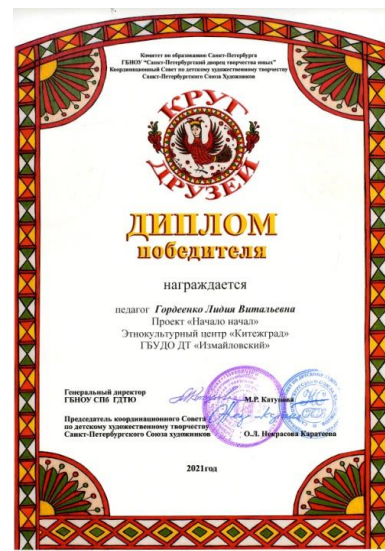 Комитет по образованию Санкт-Петербурга
ГБНОУ "Санкт-Петербургский дворец творчества юных"
Координационный Совет по детскому художественному творчеству
Санкт-Петербургского Союза Художников
КРУГ
ДРУЗЕЙ
ДИПЛОМ
победителя
награждается
педагог Гордеенко Лидия Витальевна
Проект «Начало начал»
Этнокультурный центр «Китежград»
ГБУДО ДТ «Измайловский»
Генеральный директор
ГБНОУ СПб ГДТЮ М.Р. Катунова
Председатель координационного Совета
по детскому художественному творчеству
Санкт-Петербургского Союза художников О.Л. Некрасова-Каратеева
2021год